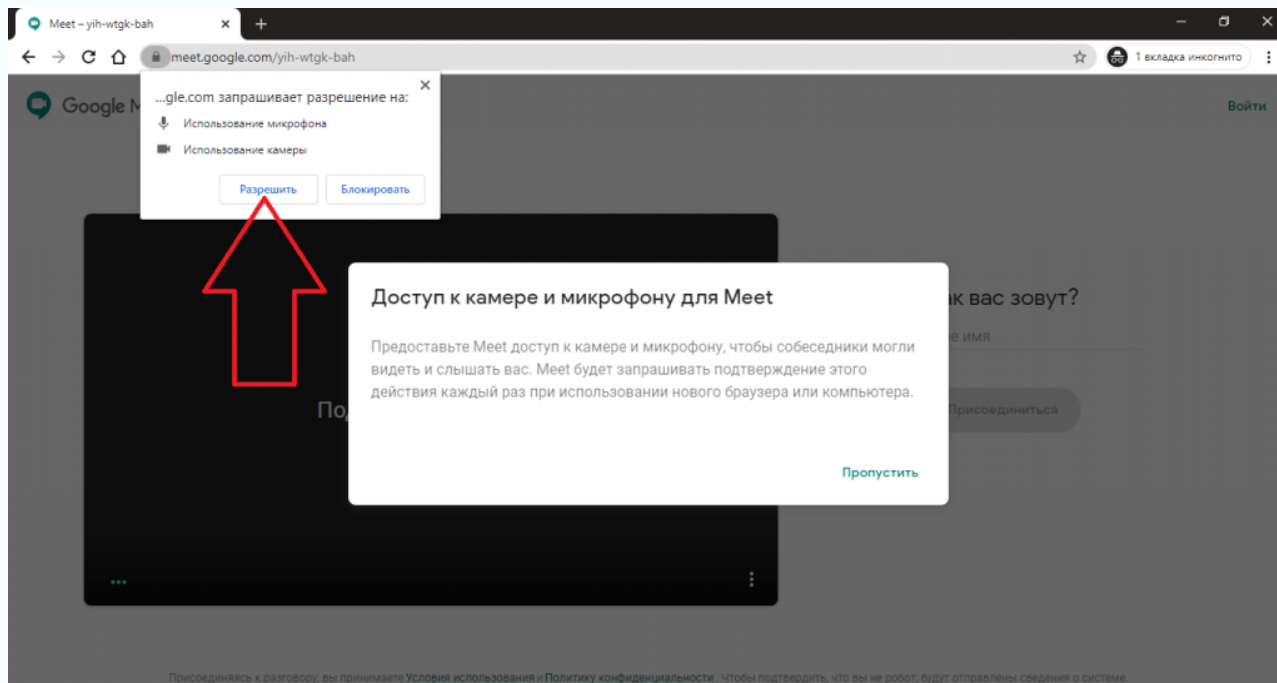 Meet – yih-wtgk-bah
meet.google.com/yih-wtgk-bah
1 вкладка инкогнито
Google M
Войти
...gle.com запрашивает разрешение на:
Использование микрофона
Использование камеры
Разрешить
Блокировать
Доступ к камере и микрофону для Meet
Предоставьте Meet доступ к камере и микрофону, чтобы собеседники могли
видеть и слышать вас. Meet будет запрашивать подтверждение этого
действия каждый раз при использовании нового браузера или компьютера.
Пропустить
ак вас зовут?
е имя
По
Присоединиться
Присоединяясь к разговору, вы принимаете Условия использования и Политику конфиденциальности. Чтобы подтвердить, что вы не робот, будут отправлены сведения о системе.